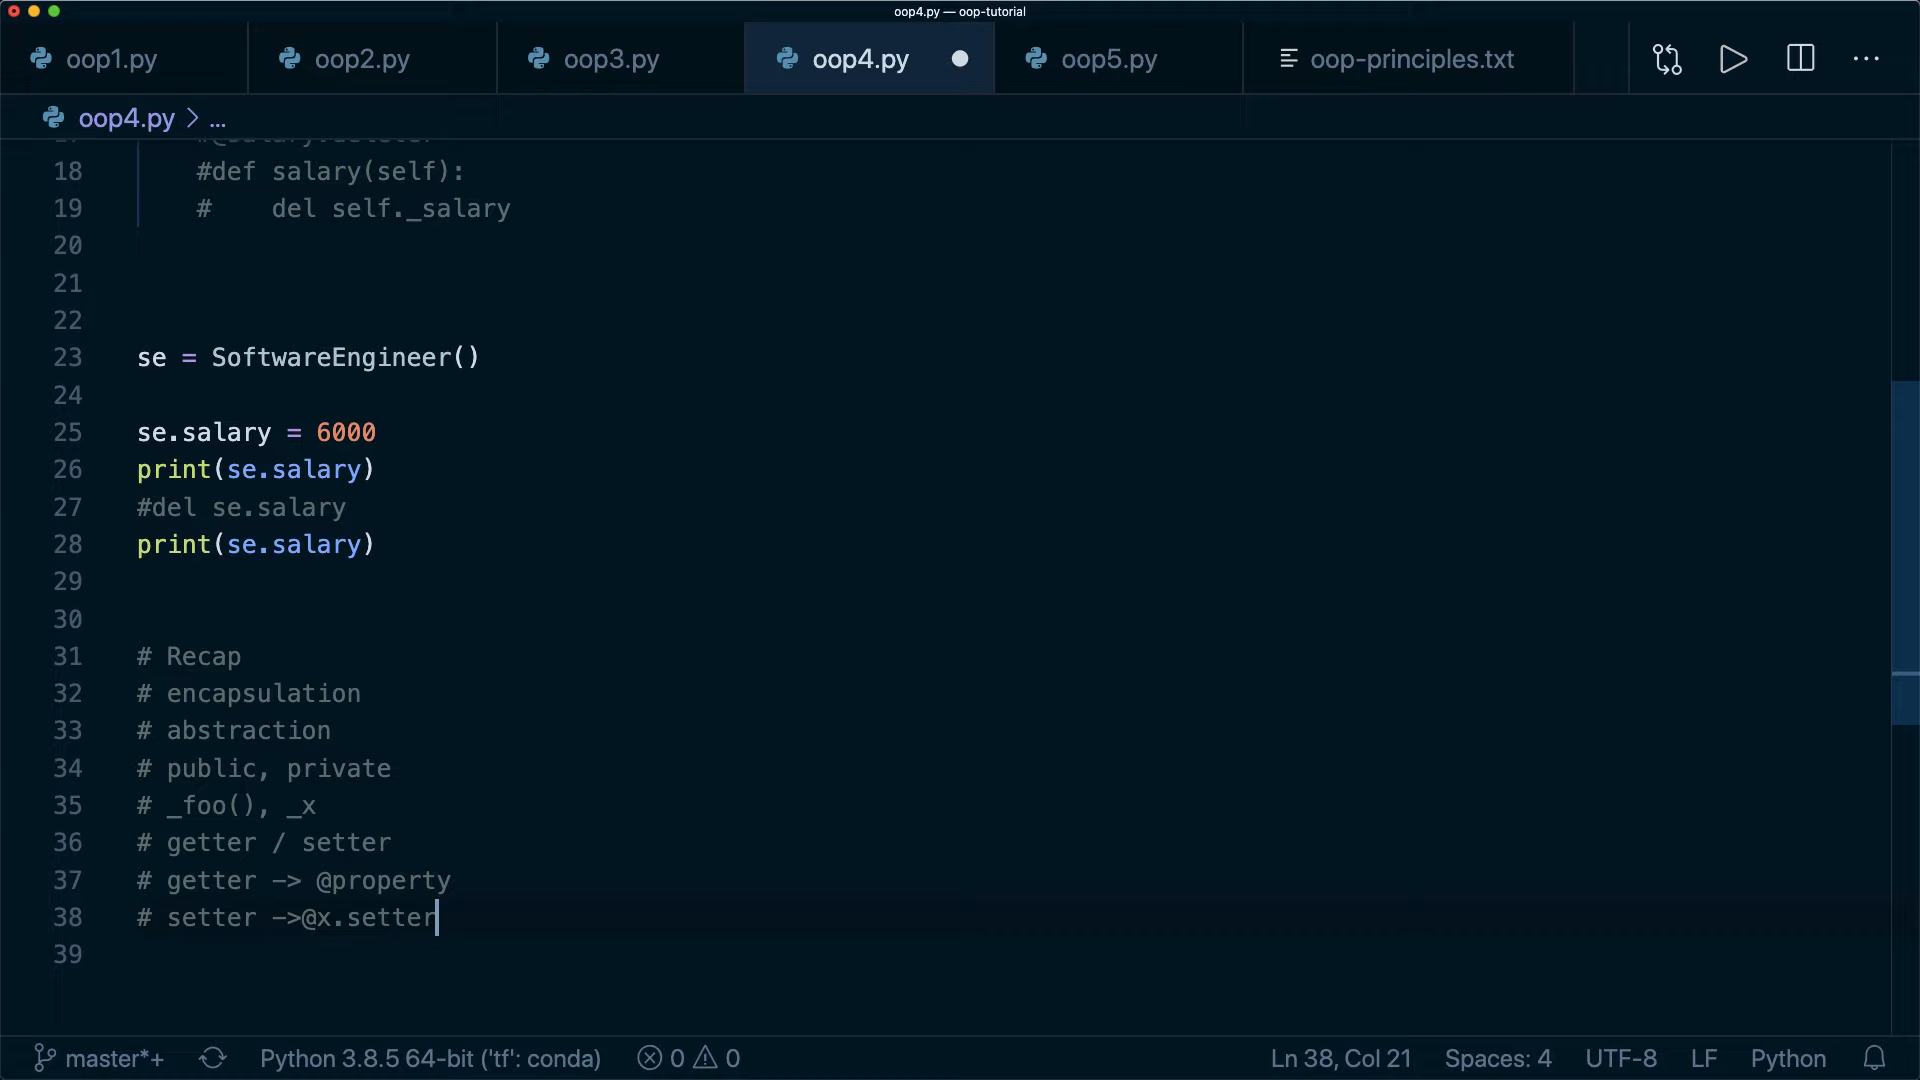 oop4.py — oop-tutorial
oop1.py
oop2.py
oop3.py
oop4.py
oop5.py
oop-principles.txt
oop4.py > ...
18 #def salary(self):
19 #    del self._salary
20
21
22
23 se = SoftwareEngineer()
24
25 se.salary = 6000
26 print(se.salary)
27 #del se.salary
28 print(se.salary)
29
30
31 # Recap
32 # encapsulation
33 # abstraction
34 # public, private
35 # _foo(), _x
36 # getter / setter
37 # getter -> @property
38 # setter ->@x.setter
39
master*+ Python 3.8.5 64-bit ('tf': conda) 0 0 Ln 38, Col 21 Spaces: 4 UTF-8 LF Python